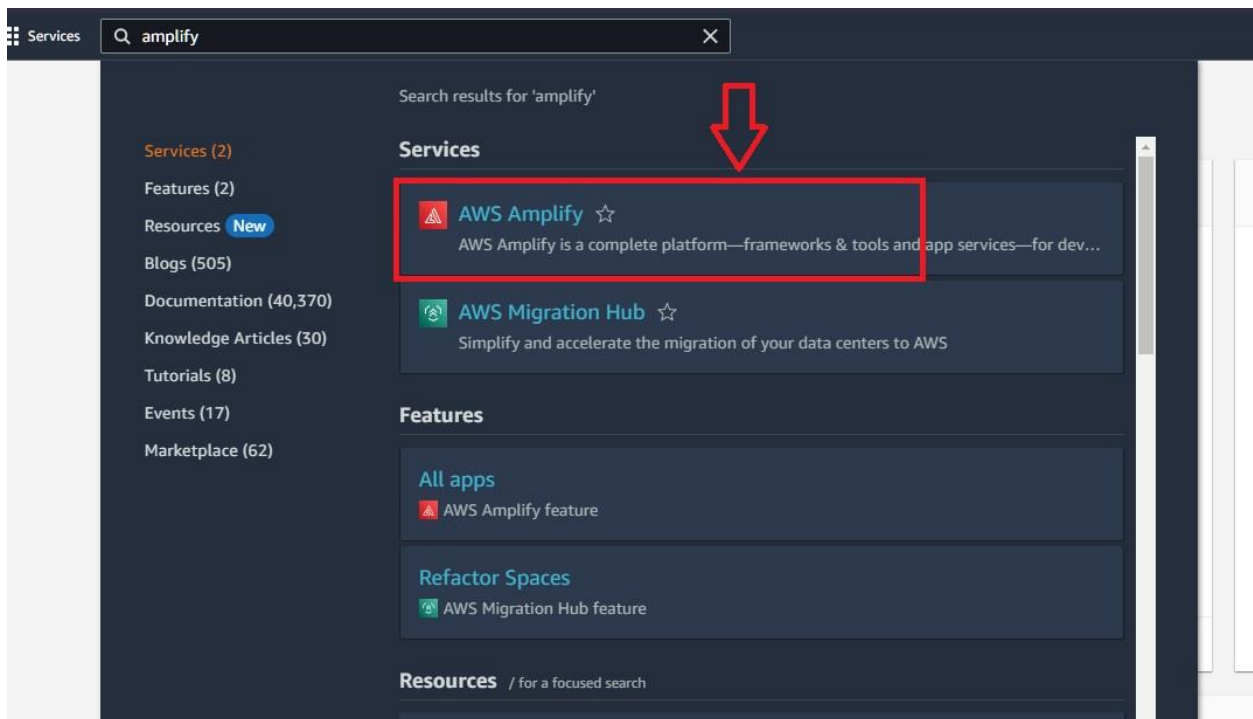 Services
amplify
Search results for 'amplify'
Services (2)
Features (2)
Resources New
Blogs (505)
Documentation (40,370)
Knowledge Articles (30)
Tutorials (8)
Events (17)
Marketplace (62)
Services
AWS Amplify
AWS Amplify is a complete platform—frameworks & tools and app services—for dev...
AWS Migration Hub
Simplify and accelerate the migration of your data centers to AWS
Features
All apps
AWS Amplify feature
Refactor Spaces
AWS Migration Hub feature
Resources / for a focused search